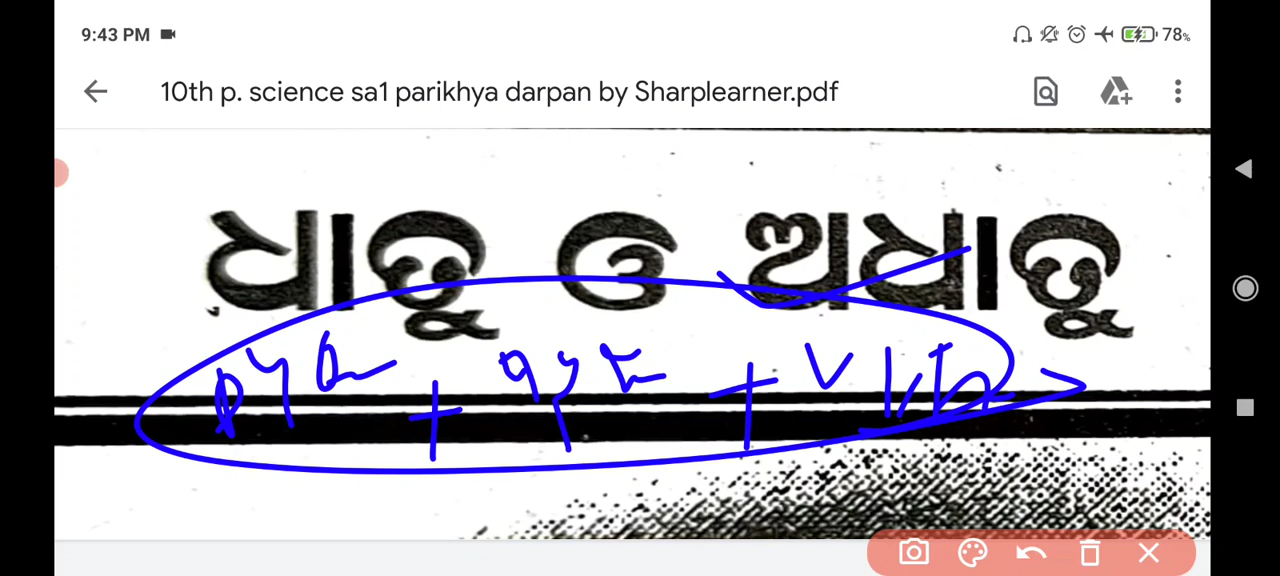 9:43 PM 78%
10th p. science sa1 parikhya darpan by Sharplearner.pdf
ଧାତୁ ଓ ଅଧାତୁ